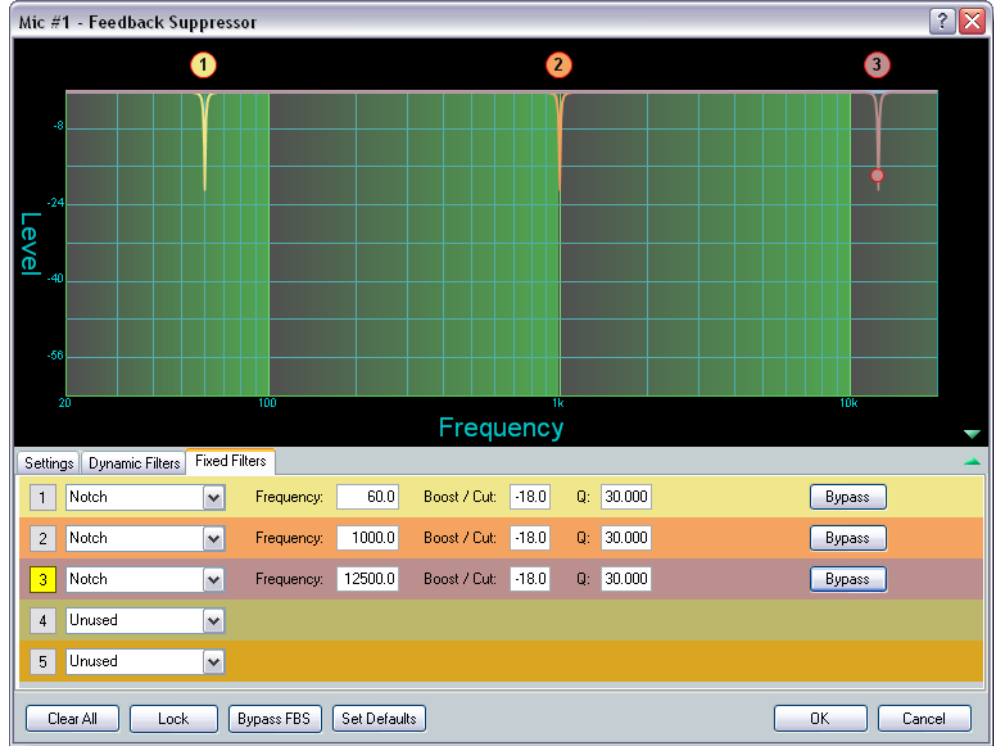 Mic #1 - Feedback Suppressor
?
1 2 3
-8
-24
-40
-56
Level
20 100 1k 10k
Frequency
Settings Dynamic Filters Fixed Filters
1 Notch Frequency: 60.0 Boost / Cut: -18.0 Q: 30.000 Bypass
2 Notch Frequency: 1000.0 Boost / Cut: -18.0 Q: 30.000 Bypass
3 Notch Frequency: 12500.0 Boost / Cut: -18.0 Q: 30.000 Bypass
4 Unused
5 Unused
Clear All Lock Bypass FBS Set Defaults OK Cancel